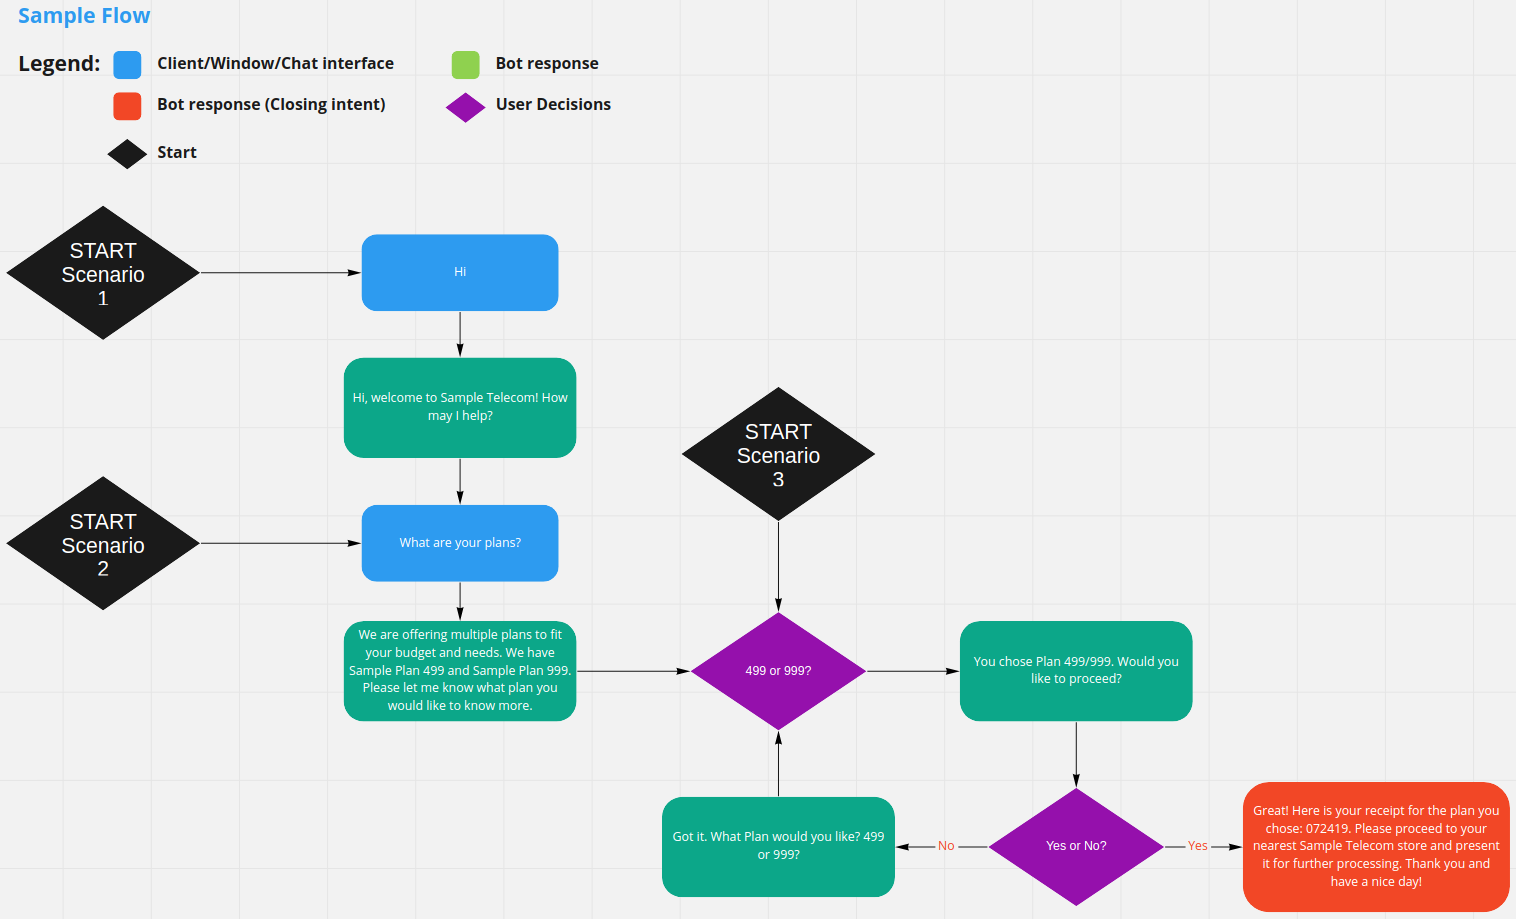 Sample Flow
Legend:
Client/Window/Chat interface
Bot response
Bot response (Closing intent)
User Decisions
Start
START
Scenario
1
Hi
Hi, welcome to Sample Telecom! How
may I help?
START
Scenario
3
START
Scenario
2
What are your plans?
We are offering multiple plans to fit
your budget and needs. We have
Sample Plan 499 and Sample Plan 999.
Please let me know what plan you
would like to know more.
499 or 999?
You chose Plan 499/999. Would you
like to proceed?
Got it. What Plan would you like? 499
or 999?
No
Yes or No?
Yes
Great! Here is your receipt for the plan you
chose: 072419. Please proceed to your
nearest Sample Telecom store and present
it for further processing. Thank you and
have a nice day!